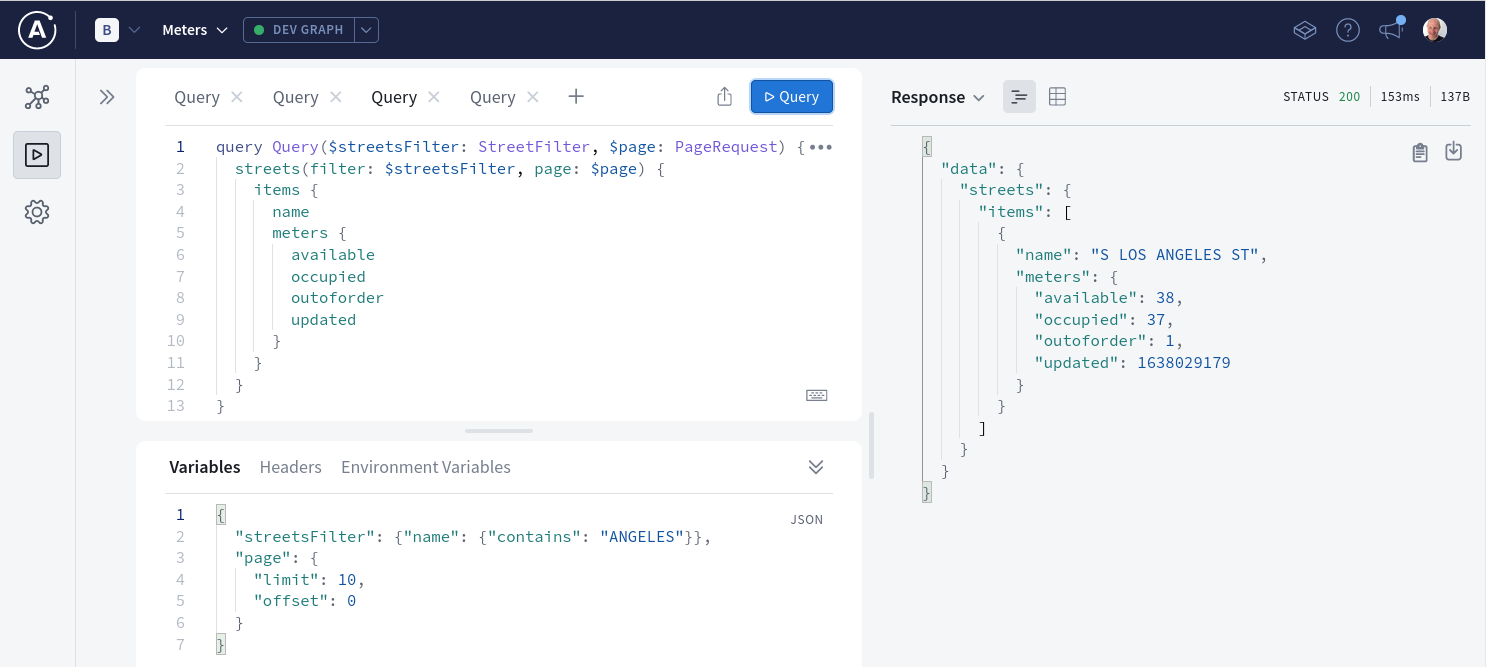 A
B
Meters
DEV GRAPH
?
Query
Query
Query
Query
Query
1 query Query($streetsFilter: StreetFilter, $page: PageRequest) { •••
2 streets(filter: $streetsFilter, page: $page) {
3 items {
4 name
5 meters {
6 available
7 occupied
8 outoforder
9 updated
10 }
11 }
12 }
13 }
Variables Headers Environment Variables
JSON
1 {
2 "streetsFilter": {"name": {"contains": "ANGELES"}},
3 "page": {
4 "limit": 10,
5 "offset": 0
6 }
7 }
Response
STATUS 200 153ms 137B
{
"data": {
"streets": {
"items": [
{
"name": "S LOS ANGELES ST",
"meters": {
"available": 38,
"occupied": 37,
"outoforder": 1,
"updated": 1638029179
}
}
]
}
}
}